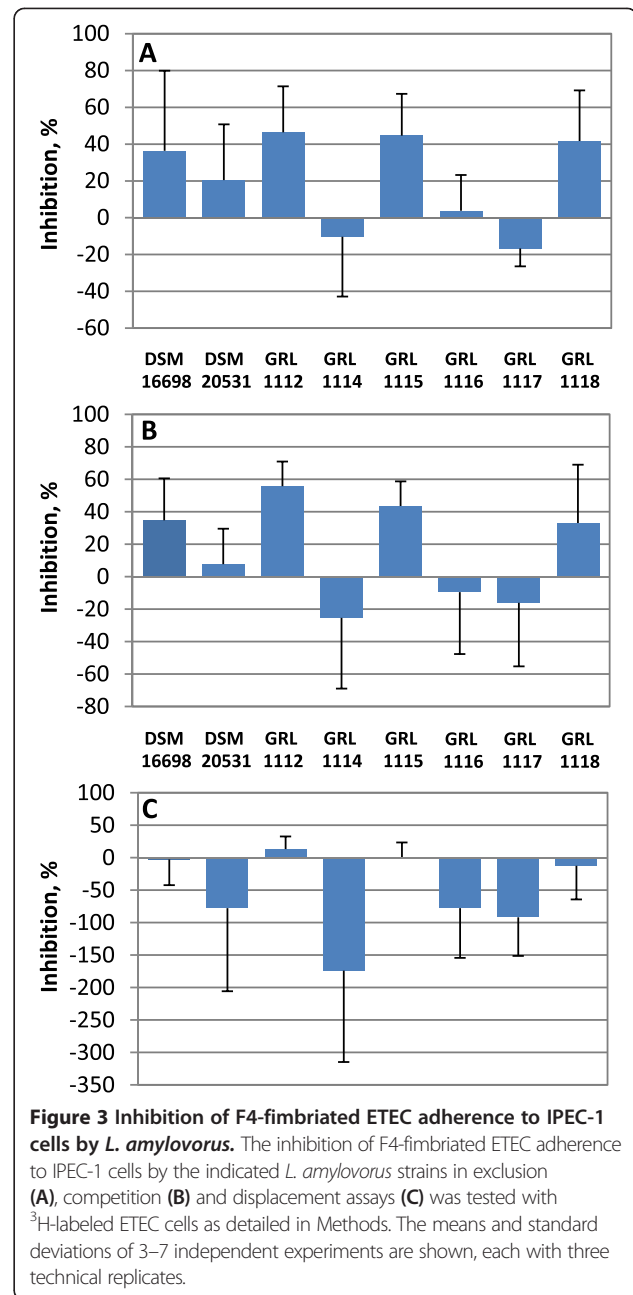 A
Inhibition, %
100
80
60
40
20
0
-20
-40
-60
DSM 16698 DSM 20531 GRL 1112 GRL 1114 GRL 1115 GRL 1116 GRL 1117 GRL 1118
B
Inhibition, %
100
80
60
40
20
0
-20
-40
-60
-80
DSM 16698 DSM 20531 GRL 1112 GRL 1114 GRL 1115 GRL 1116 GRL 1117 GRL 1118
C
Inhibition, %
100
50
0
-50
-100
-150
-200
-250
-300
-350
Figure 3 Inhibition of F4-fimbriated ETEC adherence to IPEC-1
cells by L. amylovorus. The inhibition of F4-fimbriated ETEC adherence
to IPEC-1 cells by the indicated L. amylovorus strains in exclusion
(A), competition (B) and displacement assays (C) was tested with
³H-labeled ETEC cells as detailed in Methods. The means and standard
deviations of 3–7 independent experiments are shown, each with three
technical replicates.